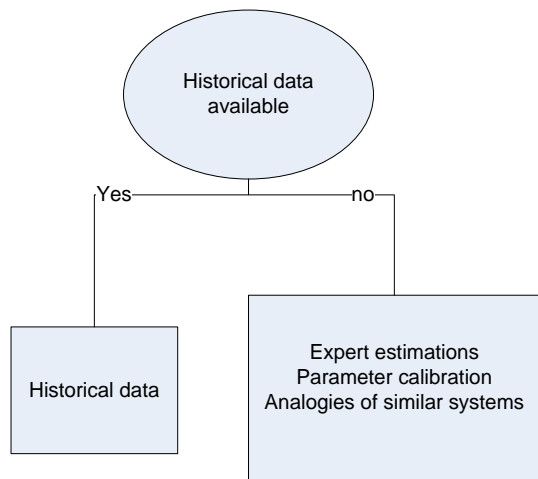 Historical data
available
Yes
no
Historical data
Expert estimations
Parameter calibration
Analogies of similar systems